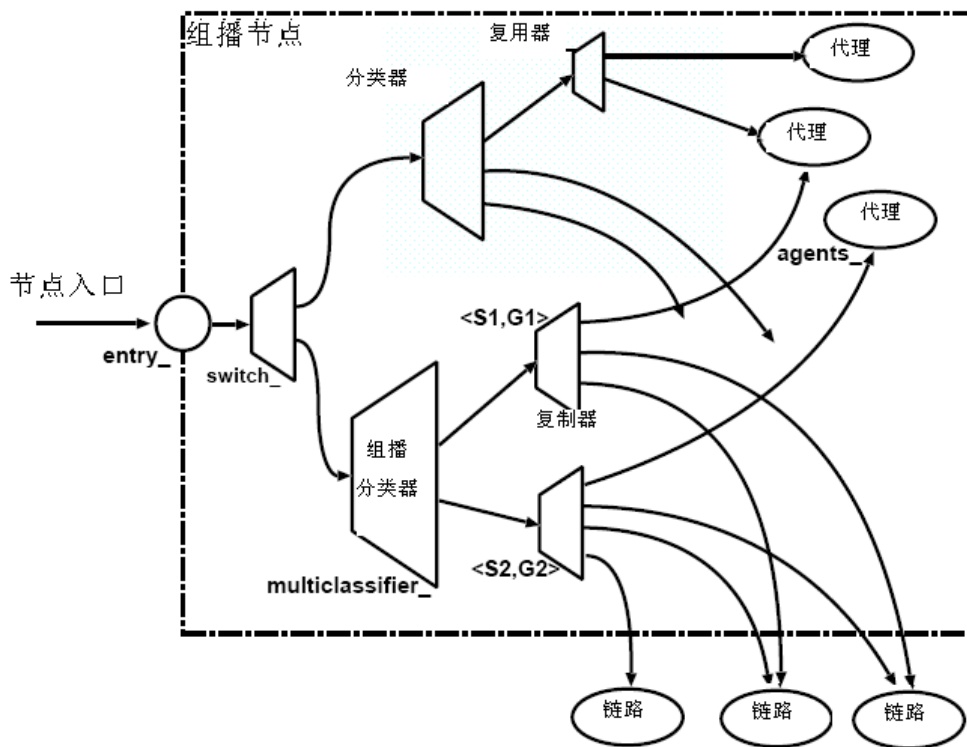 组播节点
复用器
代理
分类器
代理
代理
agents_
节点入口
entry_
switch_
<S1,G1>
复制器
组播
分类器
multiclassifier_
<S2,G2>
链路
链路
链路